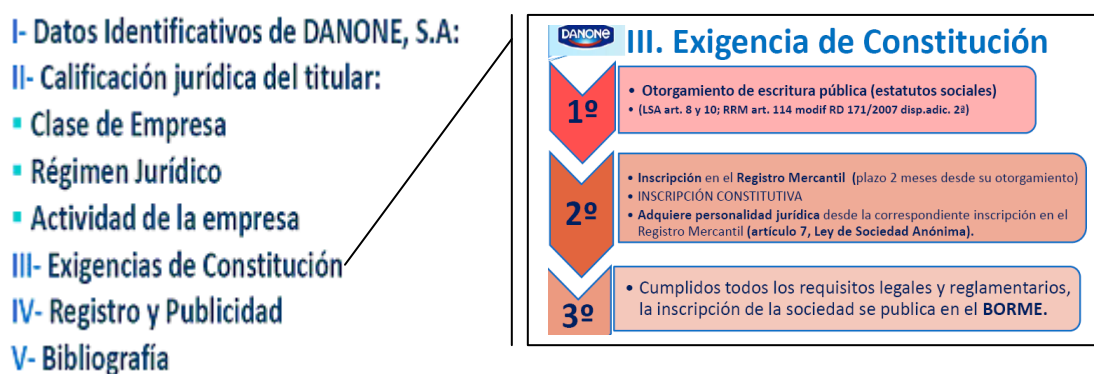 I- Datos Identificativos de DANONE, S.A:
II- Calificación jurídica del titular:
▪ Clase de Empresa
▪ Régimen Jurídico
▪ Actividad de la empresa
III- Exigencias de Constitución
IV- Registro y Publicidad
V- Bibliografía
DANONE
III. Exigencia de Constitución
1º
• Otorgamiento de escritura pública (estatutos sociales)
• (LSA art. 8 y 10; RRM art. 114 modif RD 171/2007 disp.adic. 2ª)
2º
• Inscripción en el Registro Mercantil (plazo 2 meses desde su otorgamiento)
• INSCRIPCIÓN CONSTITUTIVA
• Adquiere personalidad jurídica desde la correspondiente inscripción en el
Registro Mercantil (artículo 7, Ley de Sociedad Anónima).
3º
• Cumplidos todos los requisitos legales y reglamentarios,
la inscripción de la sociedad se publica en el BORME.